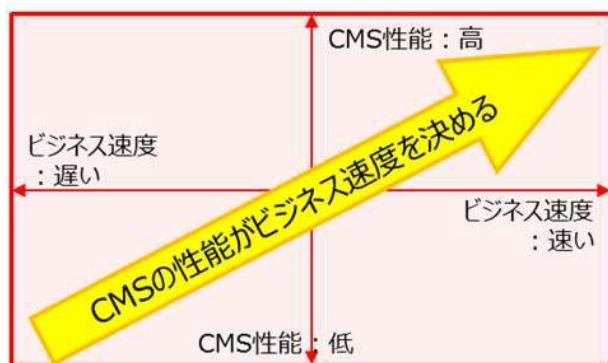 CMS性能：高
ビジネス速度
：遅い
CMSの性能がビジネス速度を決める
ビジネス速度
：速い
CMS性能：低